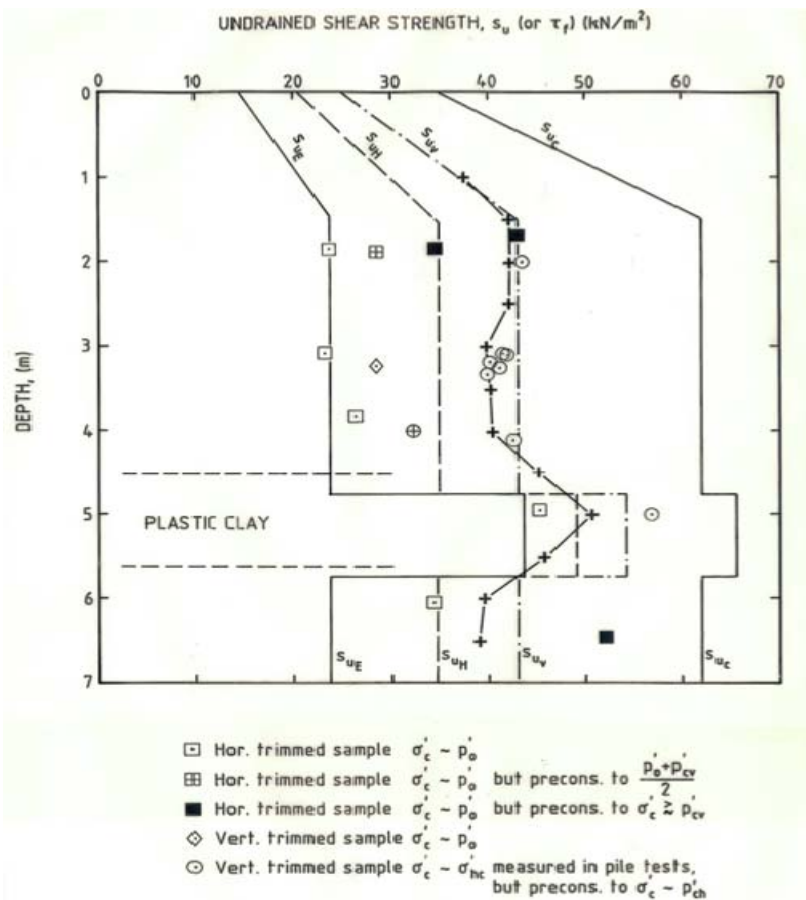 UNDRAINED SHEAR STRENGTH, su (or τf) (kN/m²)
0 10 20 30 40 50 60 70
DEPTH, (m)
0
1
2
3
4
5
6
7
SuE
SuH
Suv
Suc
PLASTIC CLAY
SuE
SuH
Suv
Suc
Hor. trimmed sample σ'c ~ p'o
Hor. trimmed sample σ'c ~ p'o but precons. to (p'o+p'cv)/2
Hor. trimmed sample σ'c ~ p'o but precons. to σ'c ≳ p'cv
Vert. trimmed sample σ'c ~ p'o
Vert. trimmed sample σ'c ~ σ'hc measured in pile tests,
but precons. to σ'c ~ p'ch